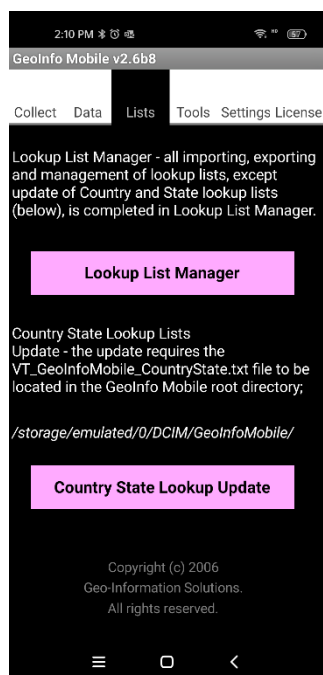 2:10 PM
GeoInfo Mobile v2.6b8
Collect Data Lists Tools Settings License
Lookup List Manager - all importing, exporting
and management of lookup lists, except
update of Country and State lookup lists
(below), is completed in Lookup List Manager.
Lookup List Manager
Country State Lookup Lists
Update - the update requires the
VT_GeoInfoMobile_CountryState.txt file to be
located in the GeoInfo Mobile root directory;
/storage/emulated/0/DCIM/GeoInfoMobile/
Country State Lookup Update
Copyright (c) 2006
Geo-Information Solutions.
All rights reserved.